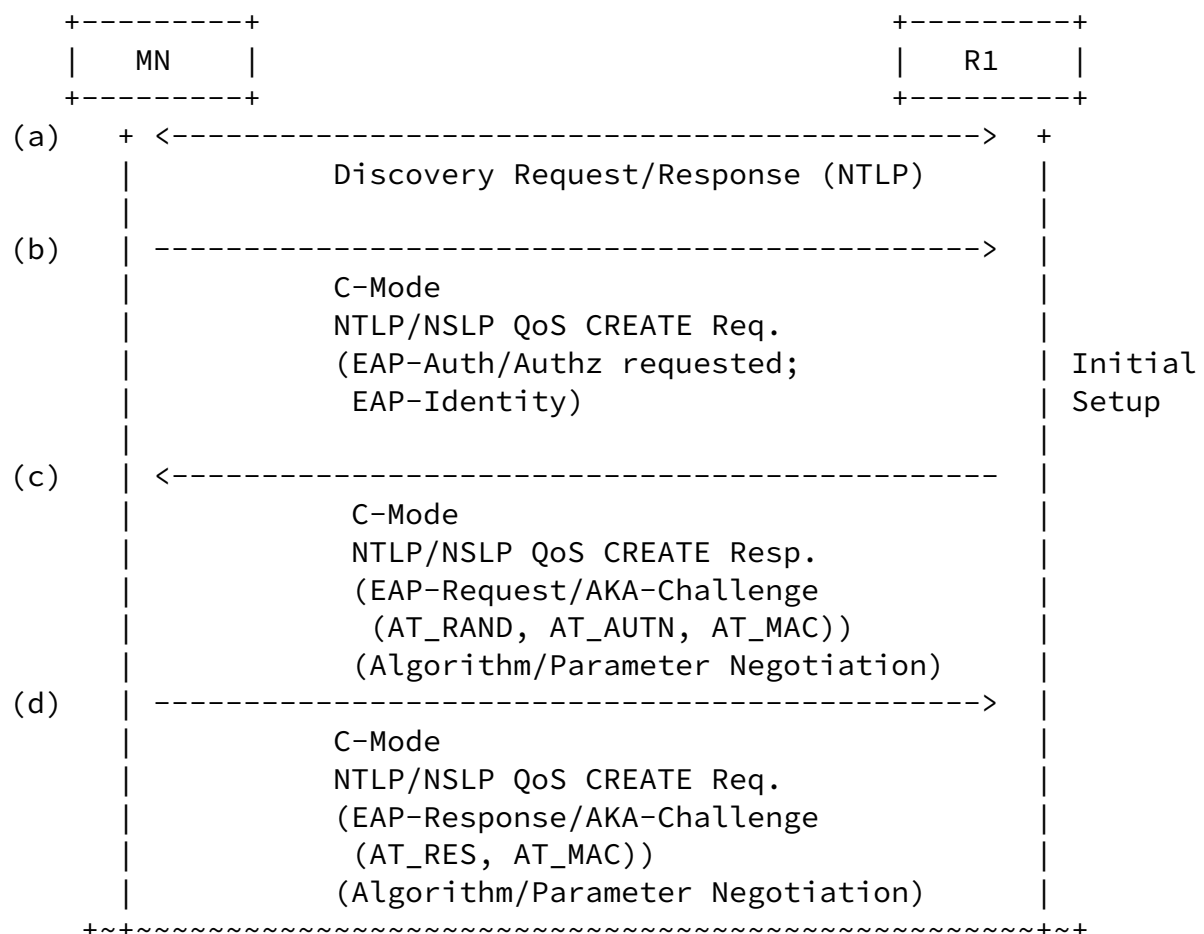 MN R1
(a)
Discovery Request/Response (NTLP)
(b)
C-Mode
NTLP/NSLP QoS CREATE Req.
(EAP-Auth/Authz requested; Initial
EAP-Identity) Setup
(c)
C-Mode
NTLP/NSLP QoS CREATE Resp.
(EAP-Request/AKA-Challenge
(AT_RAND, AT_AUTN, AT_MAC))
(Algorithm/Parameter Negotiation)
(d)
C-Mode
NTLP/NSLP QoS CREATE Req.
(EAP-Response/AKA-Challenge
(AT_RES, AT_MAC))
(Algorithm/Parameter Negotiation)